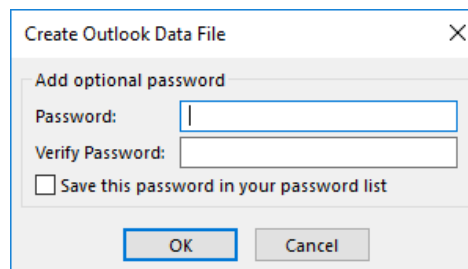 Create Outlook Data File
Add optional password
Password:
Verify Password:
Save this password in your password list
OK Cancel